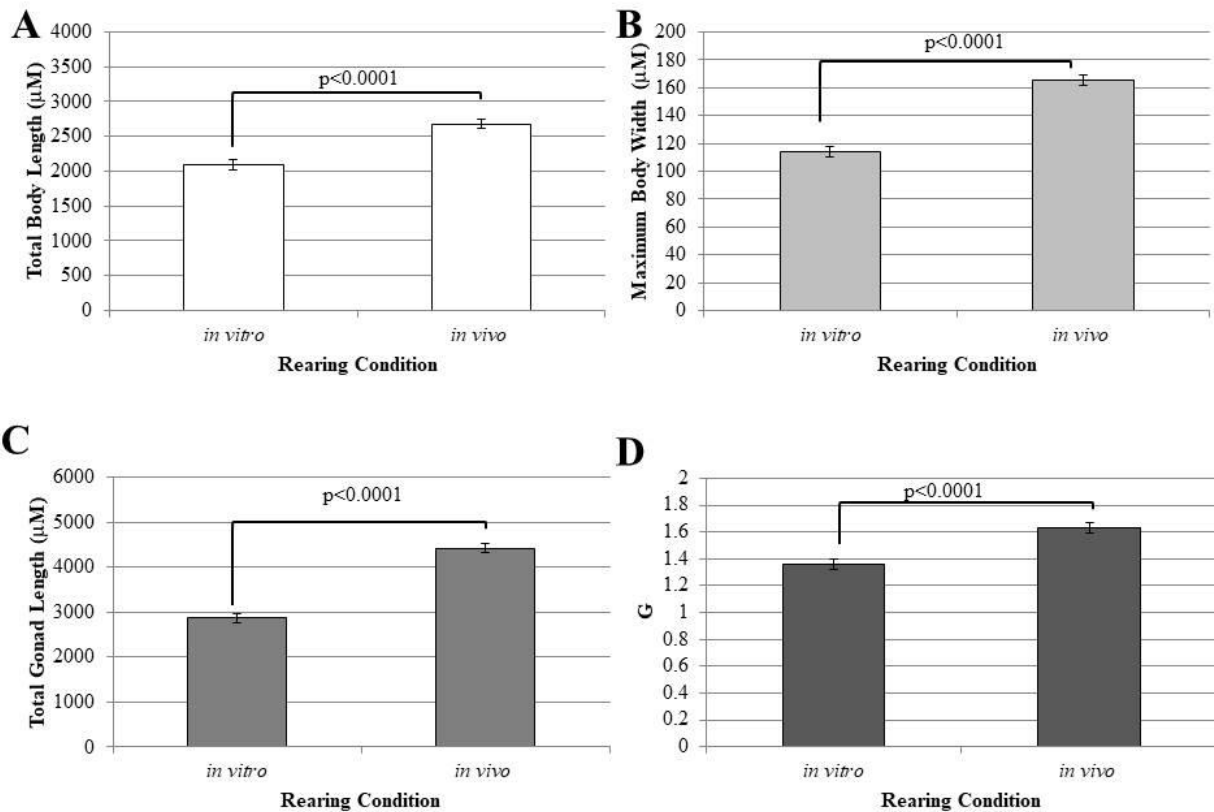 A
Total Body Length (µM)
4000
3500
3000
2500
2000
1500
1000
500
0
p<0.0001
in vitro
in vivo
Rearing Condition
B
Maximum Body Width (µM)
200
180
160
140
120
100
80
60
40
20
0
p<0.0001
in vitro
in vivo
Rearing Condition
C
Total Gonad Length (µM)
6000
5000
4000
3000
2000
1000
0
p<0.0001
in vitro
in vivo
Rearing Condition
D
G
2
1.8
1.6
1.4
1.2
1
0.8
0.6
0.4
0.2
0
p<0.0001
in vitro
in vivo
Rearing Condition